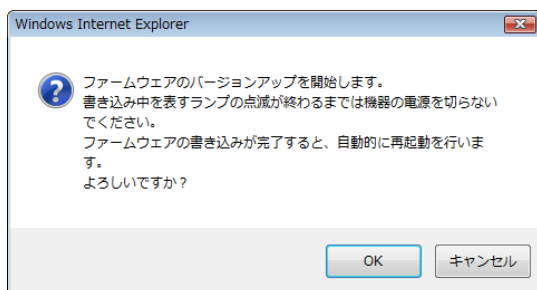 Windows Internet Explorer
ファームウェアのバージョンアップを開始します。
書き込み中を表すランプの点滅が終わるまでは機器の電源を切らない
でください。
ファームウェアの書き込みが完了すると、自動的に再起動を行いま
す。
よろしいですか？
OK
キャンセル